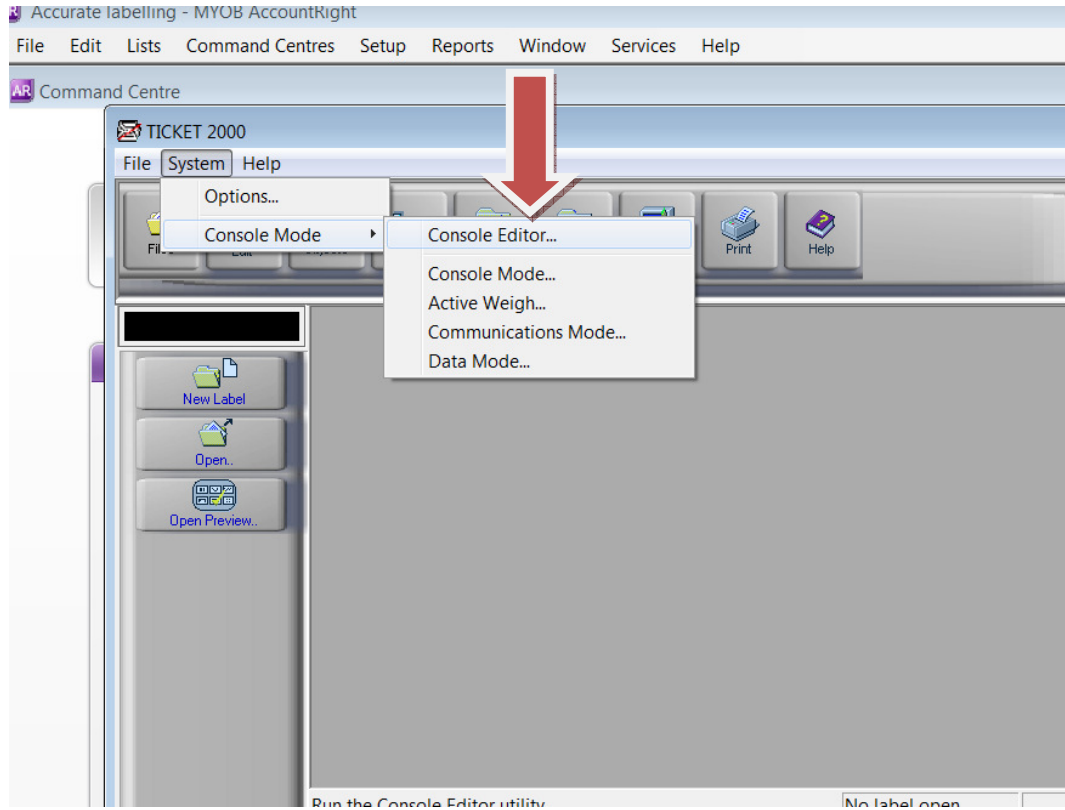 Accurate labelling - MYOB AccountRight
File Edit Lists Command Centres Setup Reports Window Services Help
AR Command Centre
TICKET 2000
File System Help
Options...
Console Mode
Console Editor...
Console Mode...
Active Weigh...
Communications Mode...
Data Mode...
Print
Help
New Label
Open..
Open Preview..
Run the Console Editor utility
No label open